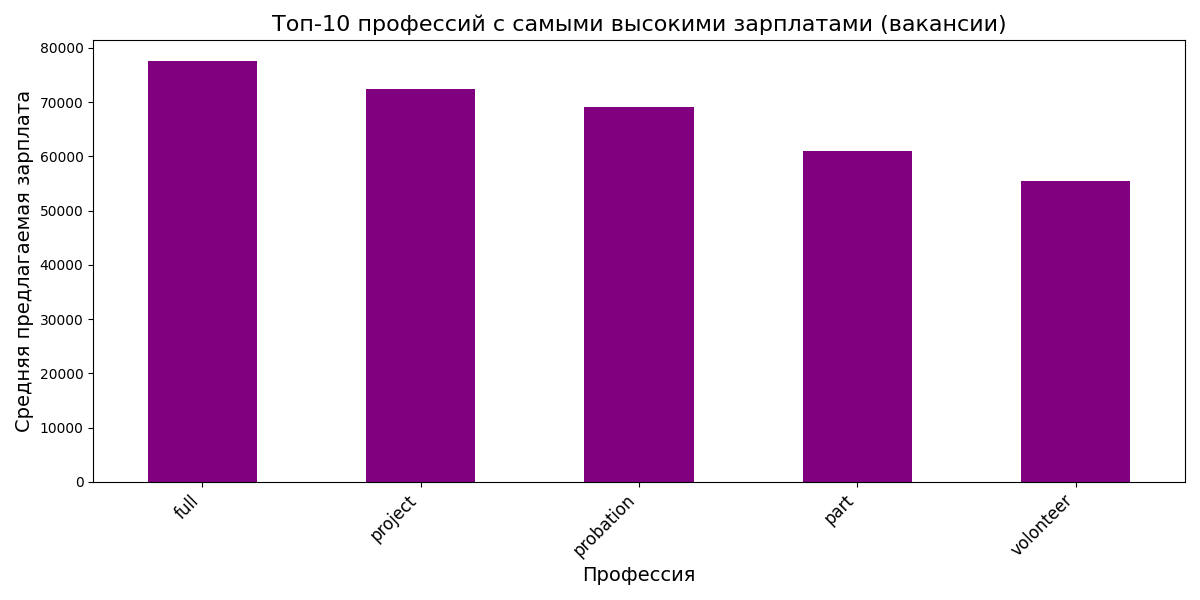 Топ-10 профессий с самыми высокими зарплатами (вакансии)
Средняя предлагаемая зарплата
80000
70000
60000
50000
40000
30000
20000
10000
0
full
project
probation
part
volonteer
Профессия